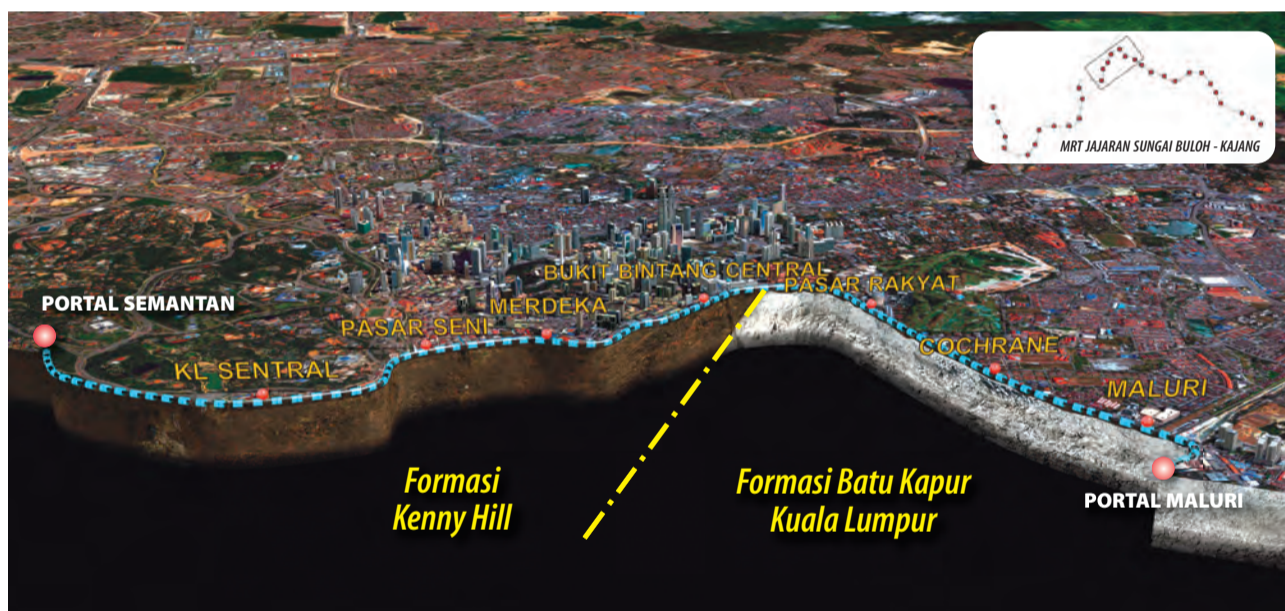 MRT JAJARAN SUNGAI BULOH - KAJANG
BUKIT BINTANG CENTRAL
PASAR RAKYAT
PORTAL SEMANTAN
MERDEKA
PASAR SENI
COCHRANE
KL SENTRAL
MALURI
Formasi
Kenny Hill
Formasi Batu Kapur
Kuala Lumpur
PORTAL MALURI